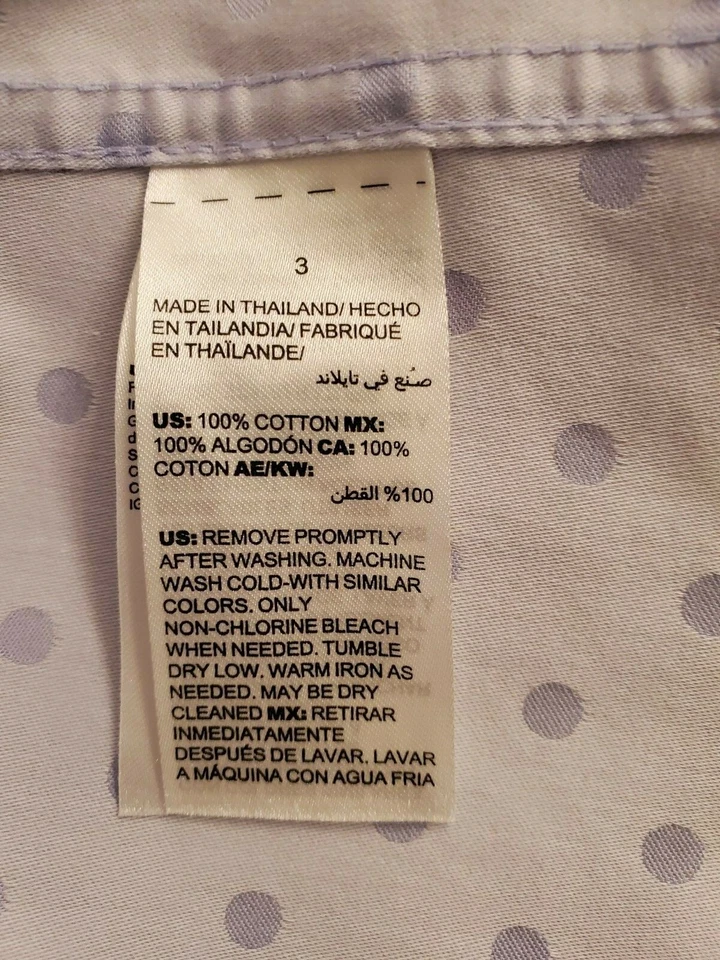 3
MADE IN THAILAND/ HECHO
EN TAILANDIA/ FABRIQUÉ
EN THAÏLANDE/
صُنع في تايلاند
US: 100% COTTON MX:
100% ALGODÓN CA: 100%
COTON AE/KW:
100% القطن
US: REMOVE PROMPTLY
AFTER WASHING. MACHINE
WASH COLD-WITH SIMILAR
COLORS. ONLY
NON-CHLORINE BLEACH
WHEN NEEDED. TUMBLE
DRY LOW. WARM IRON AS
NEEDED. MAY BE DRY
CLEANED MX: RETIRAR
INMEDIATAMENTE
DESPUÉS DE LAVAR. LAVAR
A MÁQUINA CON AGUA FRIA